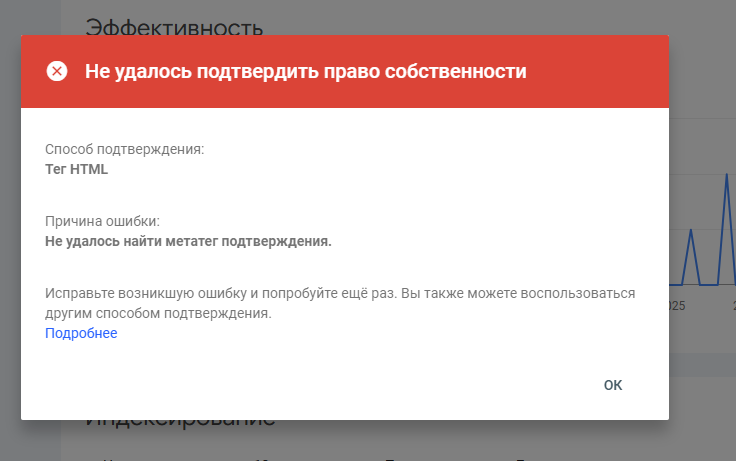 Эффективность
Не удалось подтвердить право собственности
Способ подтверждения:
Тег HTML
Причина ошибки:
Не удалось найти метатег подтверждения.
Исправьте возникшую ошибку и попробуйте ещё раз. Вы также можете воспользоваться
другим способом подтверждения.
025
Подробнее
ОК
Индексирование